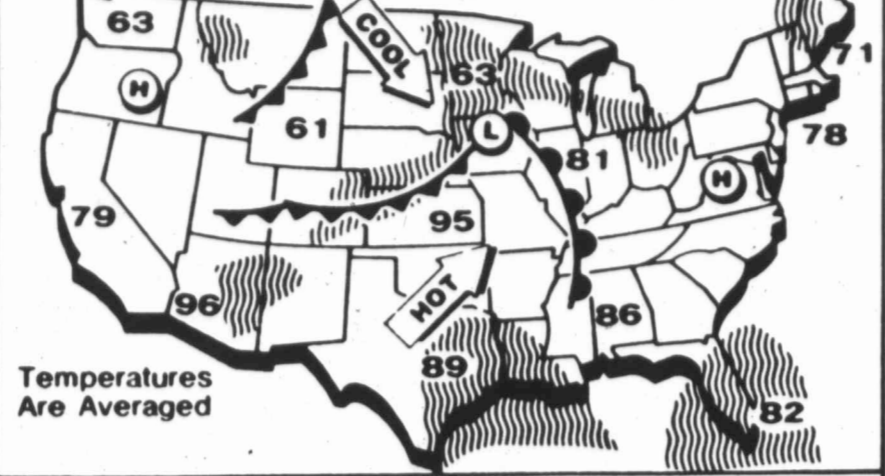 63
COOL
63
71
H
61
L
81
78
H
79
95
96
HOT
86
89
82
Temperatures
Are Averaged